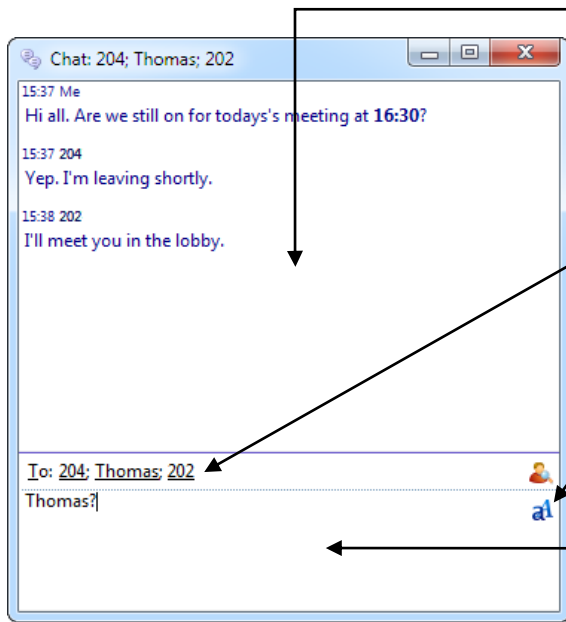 Chat: 204; Thomas; 202
15:37 Me
Hi all. Are we still on for todays's meeting at 16:30?
15:37 204
Yep. I'm leaving shortly.
15:38 202
I'll meet you in the lobby.
To: 204; Thomas; 202
Thomas?